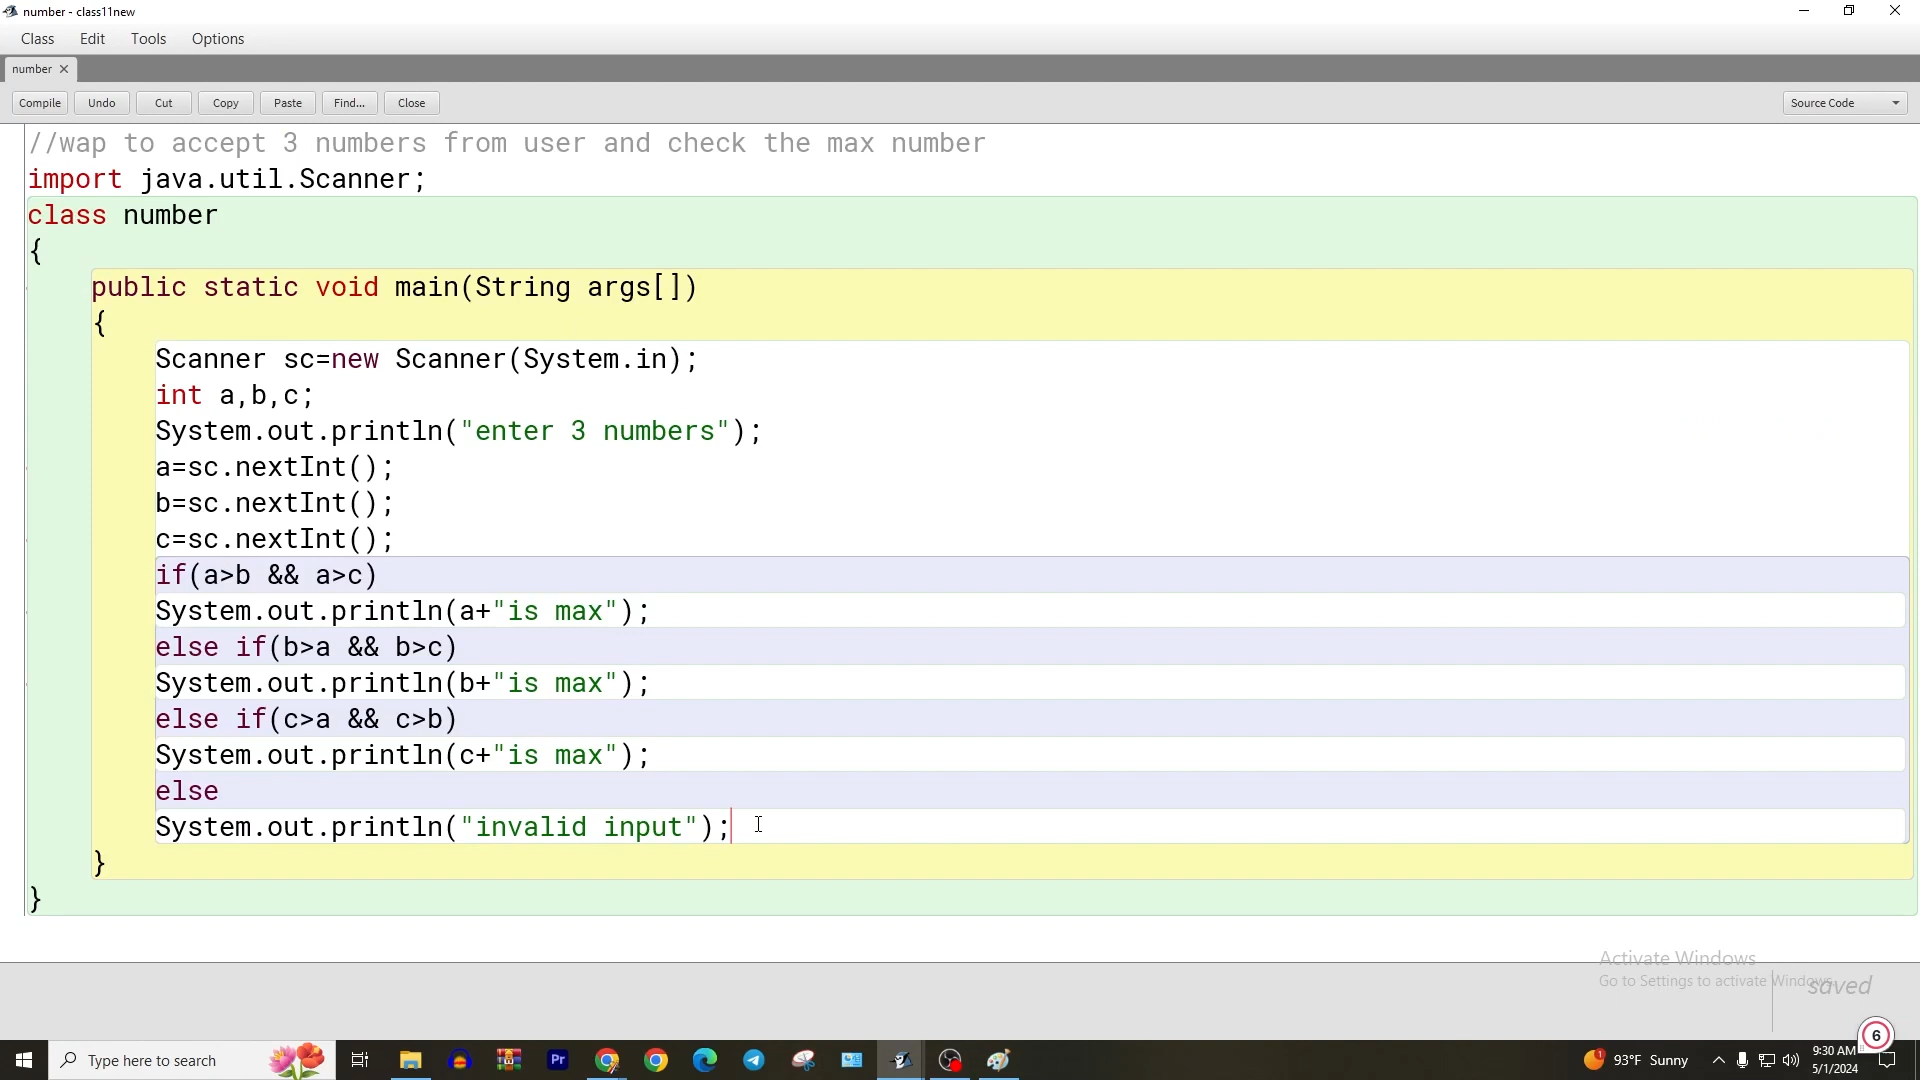 number - class11new
Class Edit Tools Options
number
Compile Undo Cut Copy Paste Find... Close Source Code
//wap to accept 3 numbers from user and check the max number
import java.util.Scanner;
class number
{
public static void main(String args[])
{
Scanner sc=new Scanner(System.in);
int a,b,c;
System.out.println("enter 3 numbers");
a=sc.nextInt();
b=sc.nextInt();
c=sc.nextInt();
if(a>b && a>c)
System.out.println(a+"is max");
else if(b>a && b>c)
System.out.println(b+"is max");
else if(c>a && c>b)
System.out.println(c+"is max");
else
System.out.println("invalid input");
}
}
Activate Windows
Go to Settings to activate Windows.
saved
6
Type here to search
Pr
1
93°F Sunny
9:30 AM
5/1/2024